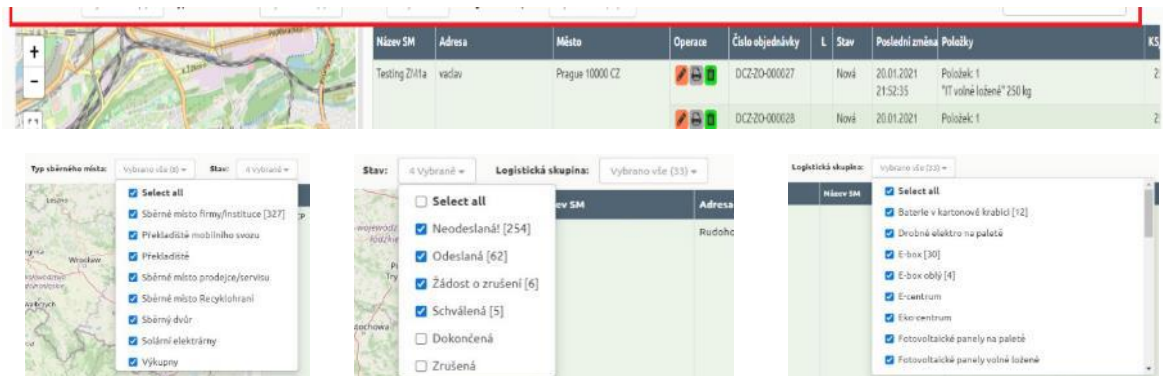 Název SM Adresa Město Operace Číslo objednávky L Stav Poslední změna Položky
Testing ZM1a vaclav Prague 10000 CZ DCZ-ZO-000027 Nová 20.01.2021 Položek: 1
21:52:35 "IT volně ložené" 250 kg
DCZ-ZO-000028 Nová 20.01.2021 Položek: 1
Typ sběrného místa: Vybráno vše (8) Stav: 4 Vybrané
Select all
Sběrné místo firmy/instituce [327]
Překladiště mobilního svozu
Překladiště
Sběrné místo prodejce/servisu
Sběrné místo Recyklohraní
Sběrný dvůr
Solární elektrárny
Výkupny
Wrocław
Stav: 4 Vybrané Logistická skupina: Vybráno vše (33)
Select all
Neodeslaná! [254]
Odeslaná [62]
Žádost o zrušení [6]
Schválená [5]
Dokončená
Zrušená
Adresa
Logistická skupina: Vybráno vše (33)
Název SM
Select all
Baterie v kartonové krabici [12]
Drobné elektro na paletě
E-box [30]
E-box oblý [4]
E-centrum
Eko-centrum
Fotovoltaické panely na paletě
Fotovoltaické panely volně ložené